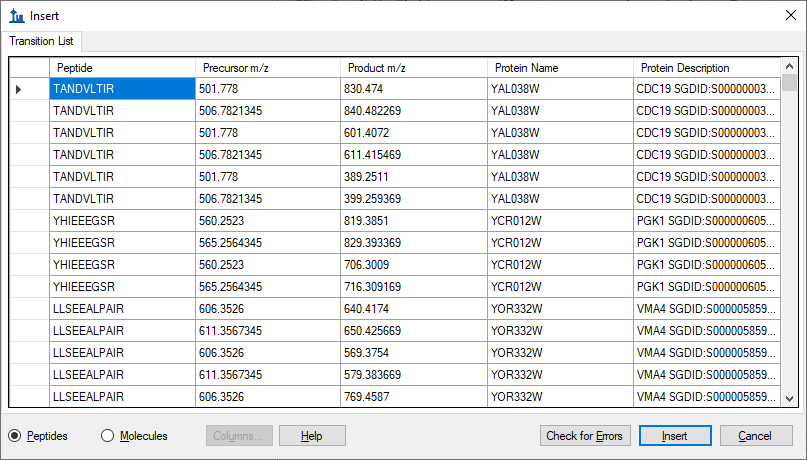 Insert
Transition List
Peptide Precursor m/z Product m/z Protein Name Protein Description
TANDVLTIR 501.778 830.474 YAL038W CDC19 SGDID:S00000003...
TANDVLTIR 506.7821345 840.482269 YAL038W CDC19 SGDID:S00000003...
TANDVLTIR 501.778 601.4072 YAL038W CDC19 SGDID:S00000003...
TANDVLTIR 506.7821345 611.415469 YAL038W CDC19 SGDID:S00000003...
TANDVLTIR 501.778 389.2511 YAL038W CDC19 SGDID:S00000003...
TANDVLTIR 506.7821345 399.259369 YAL038W CDC19 SGDID:S00000003...
YHIEEEGSR 560.2523 819.3851 YCR012W PGK1 SGDID:S000000605...
YHIEEEGSR 565.2564345 829.393369 YCR012W PGK1 SGDID:S000000605...
YHIEEEGSR 560.2523 706.3009 YCR012W PGK1 SGDID:S000000605...
YHIEEEGSR 565.2564345 716.309169 YCR012W PGK1 SGDID:S000000605...
LLSEEALPAIR 606.3526 640.4174 YOR332W VMA4 SGDID:S000005859...
LLSEEALPAIR 611.3567345 650.425669 YOR332W VMA4 SGDID:S000005859...
LLSEEALPAIR 606.3526 569.3754 YOR332W VMA4 SGDID:S000005859...
LLSEEALPAIR 611.3567345 579.383669 YOR332W VMA4 SGDID:S000005859...
LLSEEALPAIR 606.3526 769.4587 YOR332W VMA4 SGDID:S000005859...
Peptides Molecules Columns... Help Check for Errors Insert Cancel